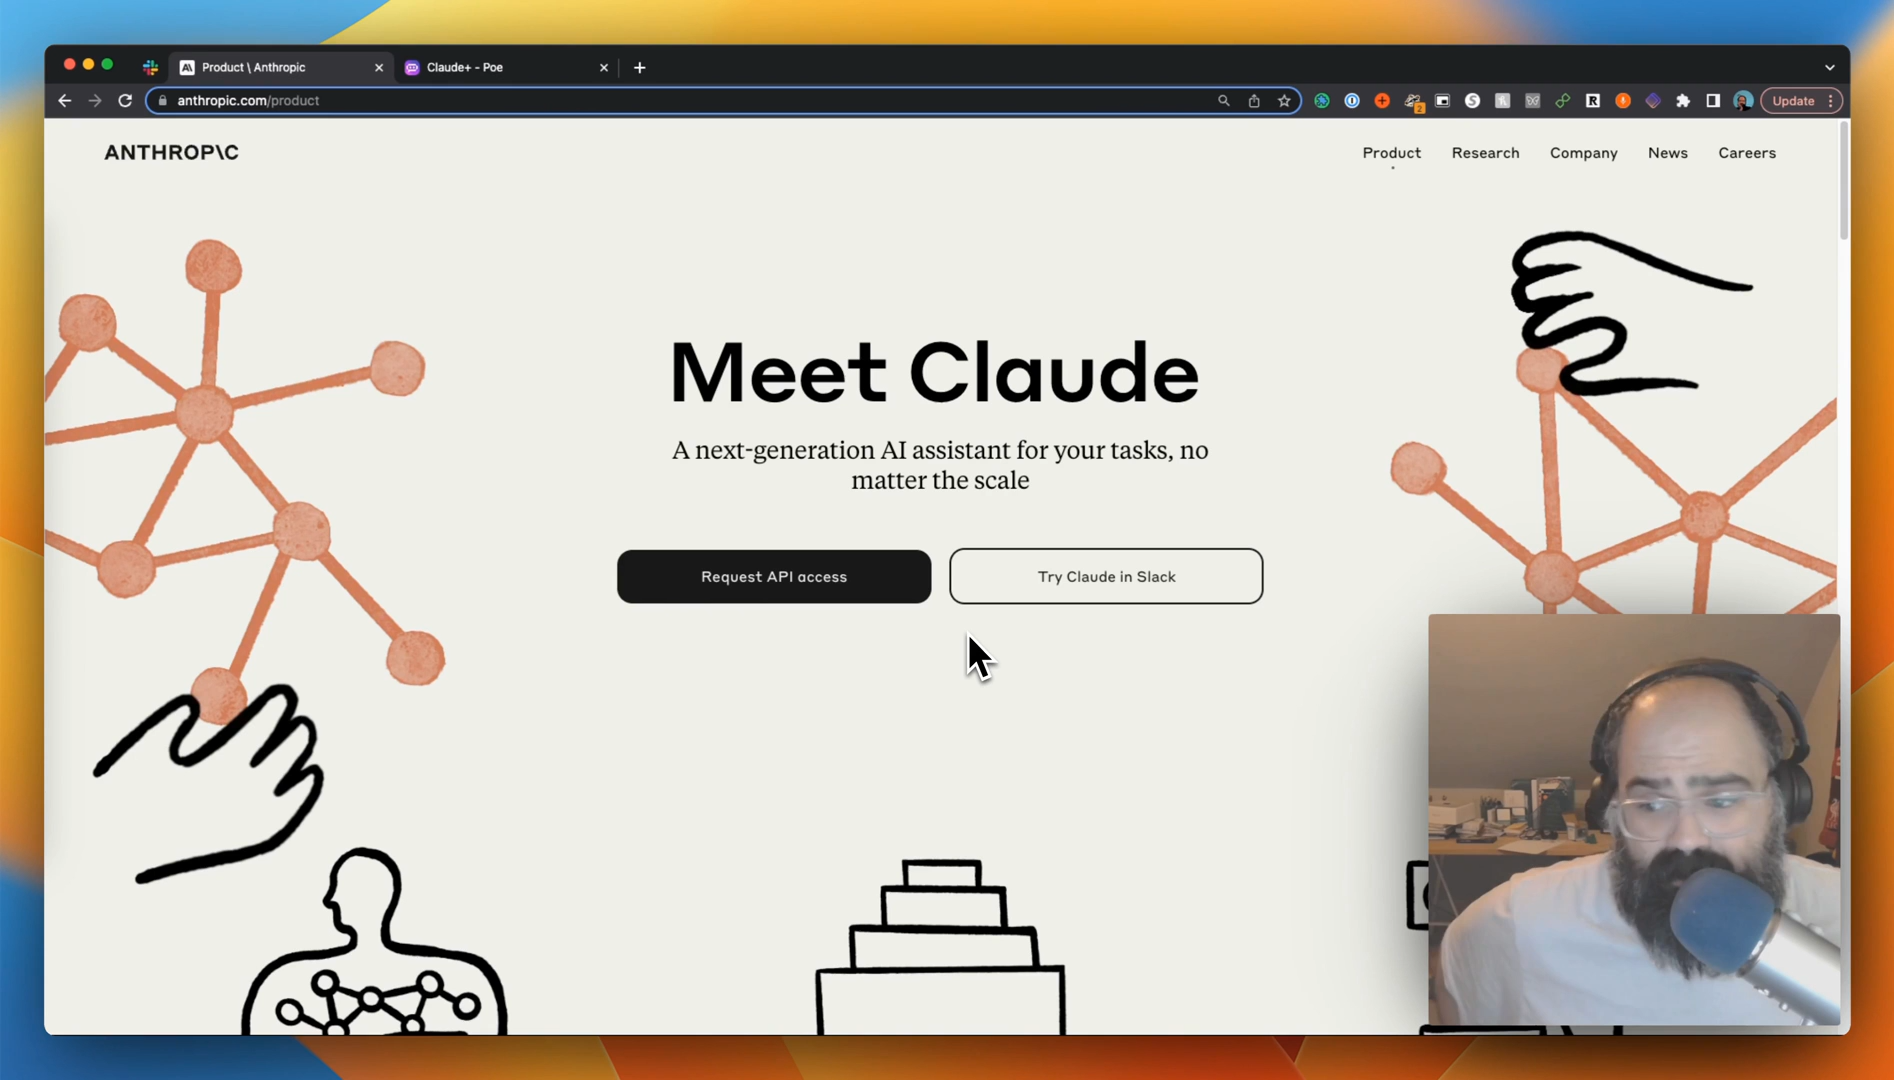 Product \ Anthropic
Claude+ - Poe
anthropic.com/product
Update
ANTHROP\C
Product
Research
Company
News
Careers
Meet Claude
A next-generation AI assistant for your tasks, no
matter the scale
Request API access
Try Claude in Slack